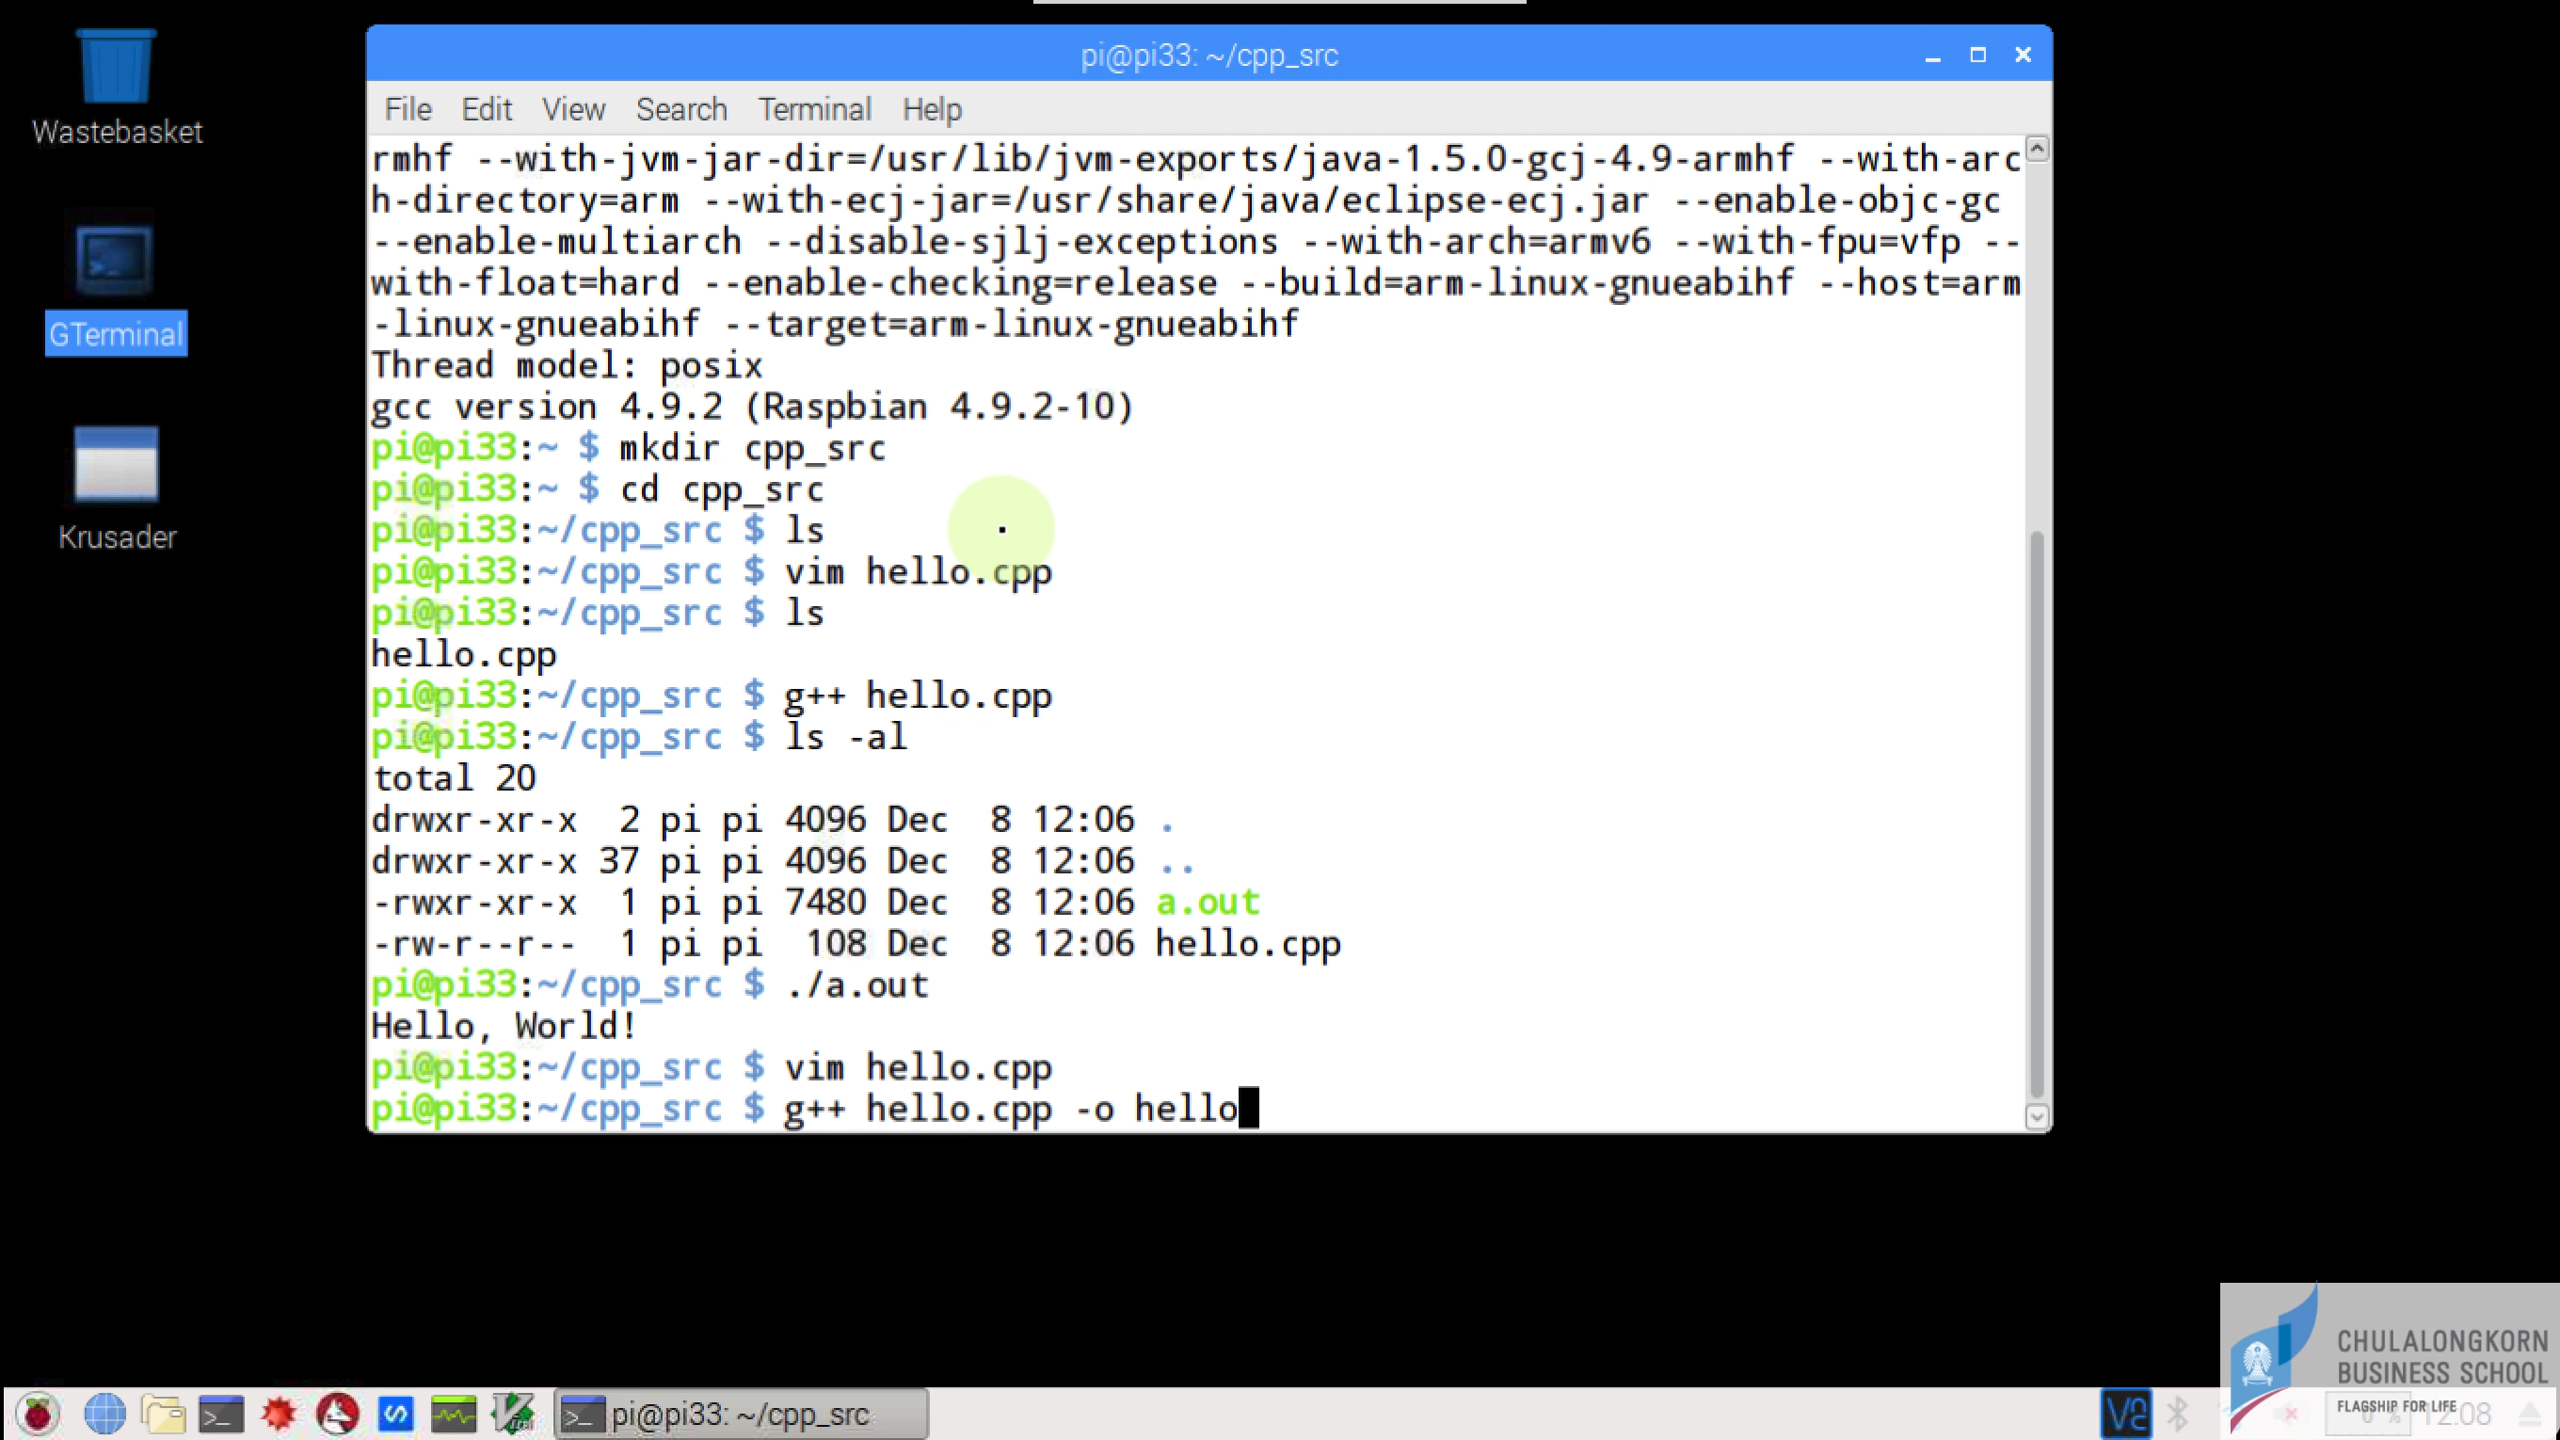 Wastebasket
GTerminal
Krusader
pi@pi33: ~/cpp_src
File Edit View Search Terminal Help
rmhf --with-jvm-jar-dir=/usr/lib/jvm-exports/java-1.5.0-gcj-4.9-armhf --with-arc
h-directory=arm --with-ecj-jar=/usr/share/java/eclipse-ecj.jar --enable-objc-gc
--enable-multiarch --disable-sjlj-exceptions --with-arch=armv6 --with-fpu=vfp --
with-float=hard --enable-checking=release --build=arm-linux-gnueabihf --host=arm
-linux-gnueabihf --target=arm-linux-gnueabihf
Thread model: posix
gcc version 4.9.2 (Raspbian 4.9.2-10)
pi@pi33:~ $ mkdir cpp_src
pi@pi33:~ $ cd cpp_src
pi@pi33:~/cpp_src $ ls
pi@pi33:~/cpp_src $ vim hello.cpp
pi@pi33:~/cpp_src $ ls
hello.cpp
pi@pi33:~/cpp_src $ g++ hello.cpp
pi@pi33:~/cpp_src $ ls -al
total 20
drwxr-xr-x  2 pi pi 4096 Dec  8 12:06 .
drwxr-xr-x 37 pi pi 4096 Dec  8 12:06 ..
-rwxr-xr-x  1 pi pi 7480 Dec  8 12:06 a.out
-rw-r--r--  1 pi pi  108 Dec  8 12:06 hello.cpp
pi@pi33:~/cpp_src $ ./a.out
Hello, World!
pi@pi33:~/cpp_src $ vim hello.cpp
pi@pi33:~/cpp_src $ g++ hello.cpp -o hello
pi@pi33: ~/cpp_src
CHULALONGKORN
BUSINESS SCHOOL
FLAGSHIP FOR LIFE
0 % 12:08